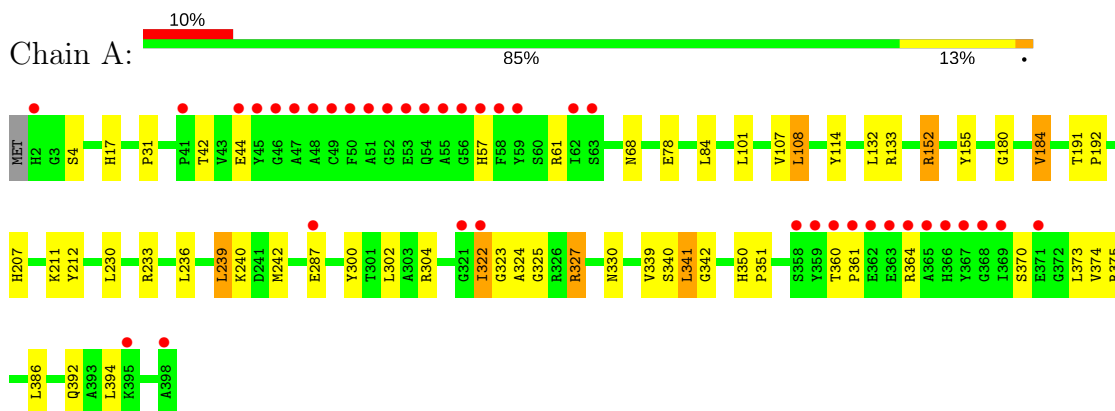 10%
Chain A:
85% 13% •
MET H2 G3 S4 H17 P31 P41 T42 V43 E44 Y45 G46 A47 A48 C49 F50 A51 G52 E53 Q54 A55 G56 H57 F58 Y59 S60 R61 I62 S63 N68 E78 L84 L101 V107 L108 Y114 L132 R133 R152 Y155 G180 V184 T191 P192
H207 K211 Y212 L230 R233 L236 L239 K240 D241 M242 E287 Y300 T301 L302 A303 R304 G321 I322 G323 A324 G325 R326 R327 N330 V339 S340 L341 G342 H350 P351 S358 Y359 T360 P361 E362 E363 R364 A365 H366 Y367 G368 I369 S370 E371 G372 L373 V374
L386 Q392 A393 L394 K395 A398